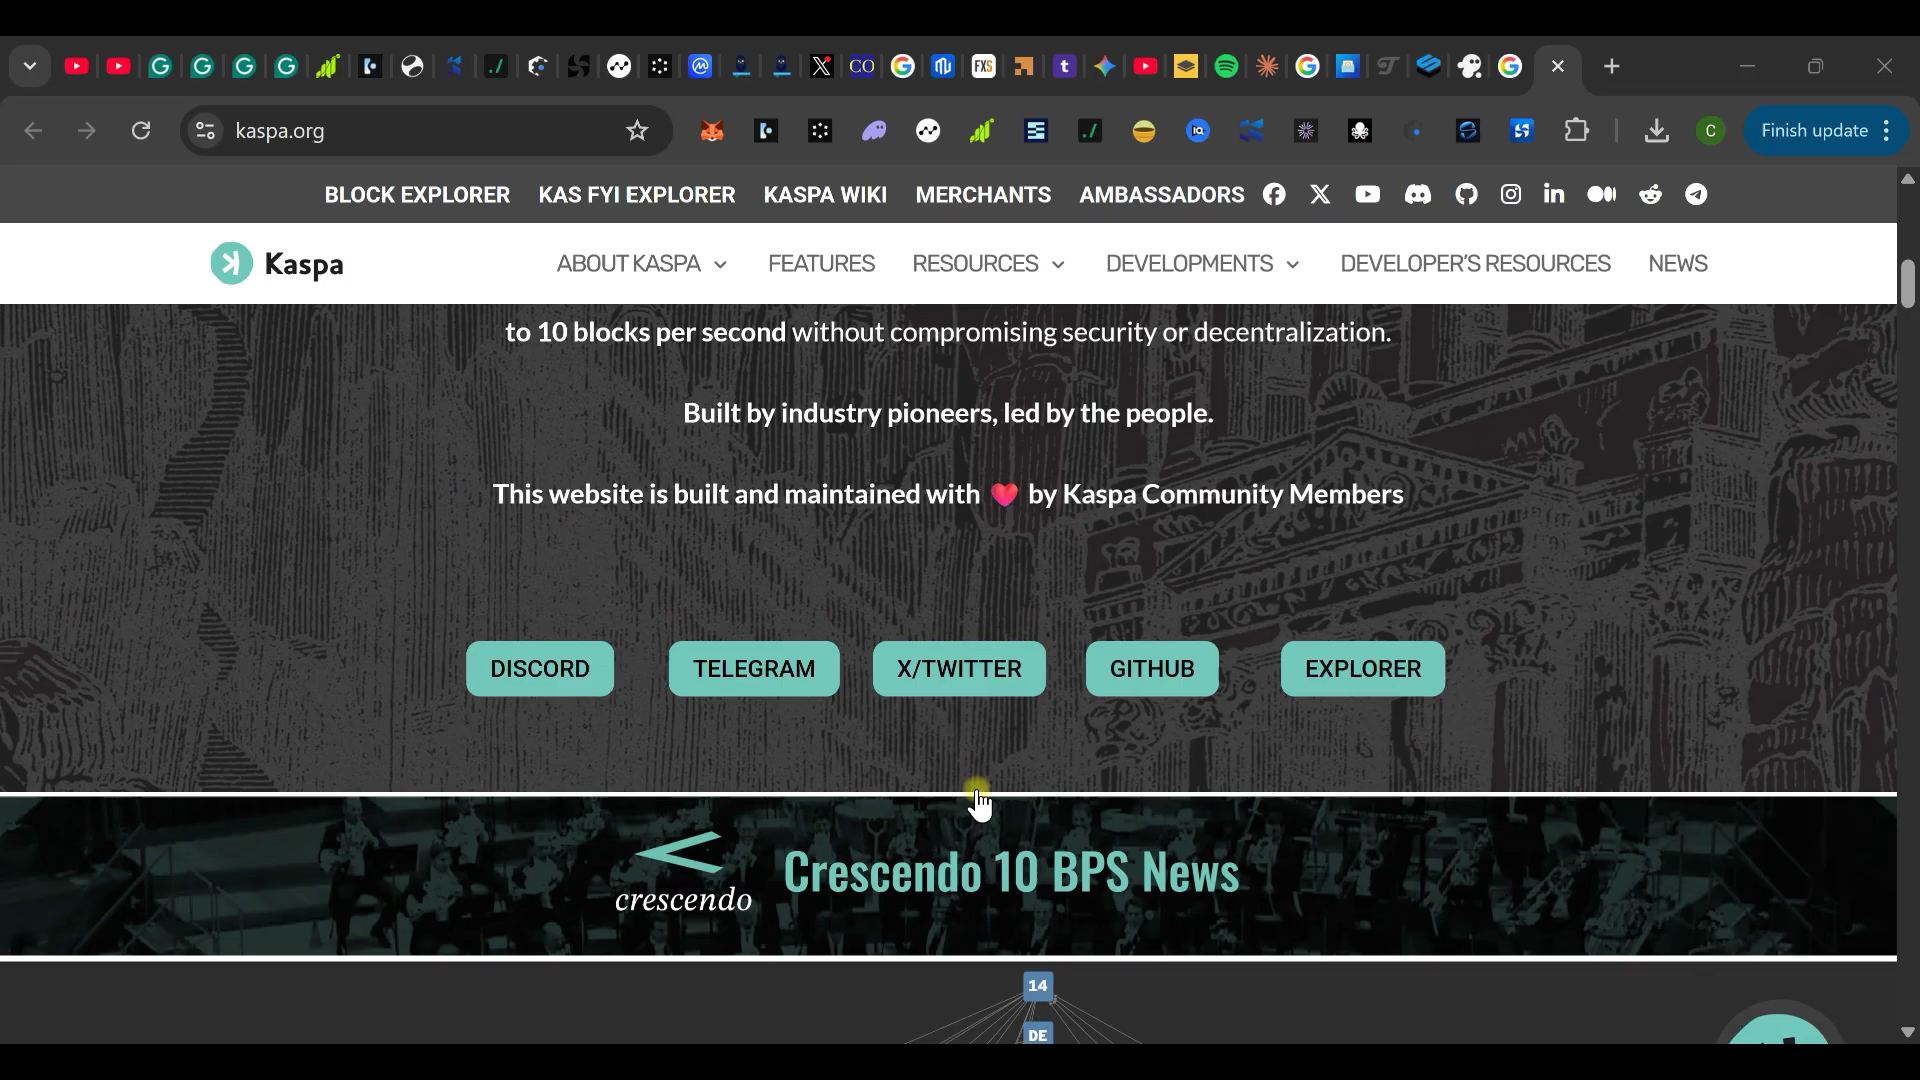 kaspa.org
C
Finish update
BLOCK EXPLORER KAS FYI EXPLORER KASPA WIKI MERCHANTS AMBASSADORS
Kaspa
ABOUT KASPA FEATURES RESOURCES DEVELOPMENTS DEVELOPER'S RESOURCES NEWS
to 10 blocks per second without compromising security or decentralization.
Built by industry pioneers, led by the people.
This website is built and maintained with ❤️ by Kaspa Community Members
DISCORD TELEGRAM X/TWITTER GITHUB EXPLORER
crescendo
Crescendo 10 BPS News
14
DE